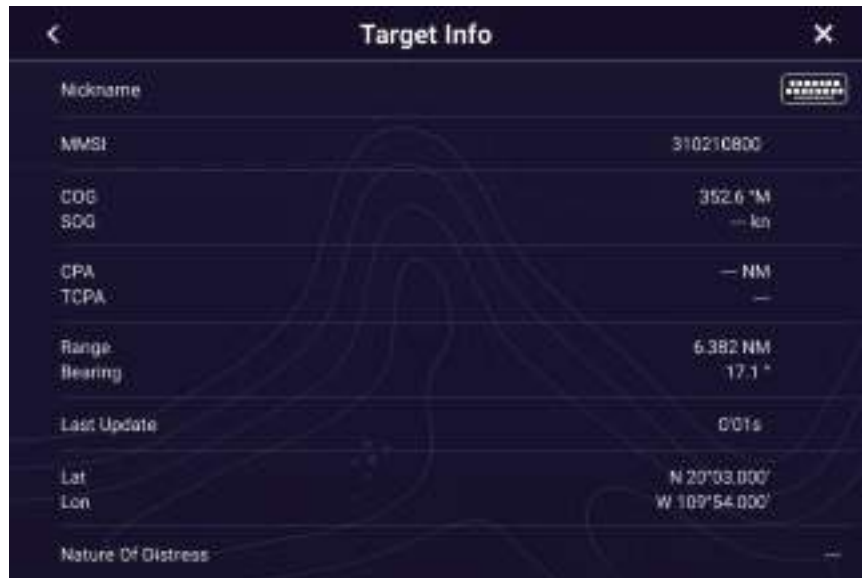 Target Info
Nickname
MMSI 310210800
COG 352.6 °M
SOG --- kn
CPA --- NM
TCPA ---
Range 6.382 NM
Bearing 17.1 °
Last Update 0'01s
Lat N 20°03.000'
Lon W 109°54.000'
Nature Of Distress ---